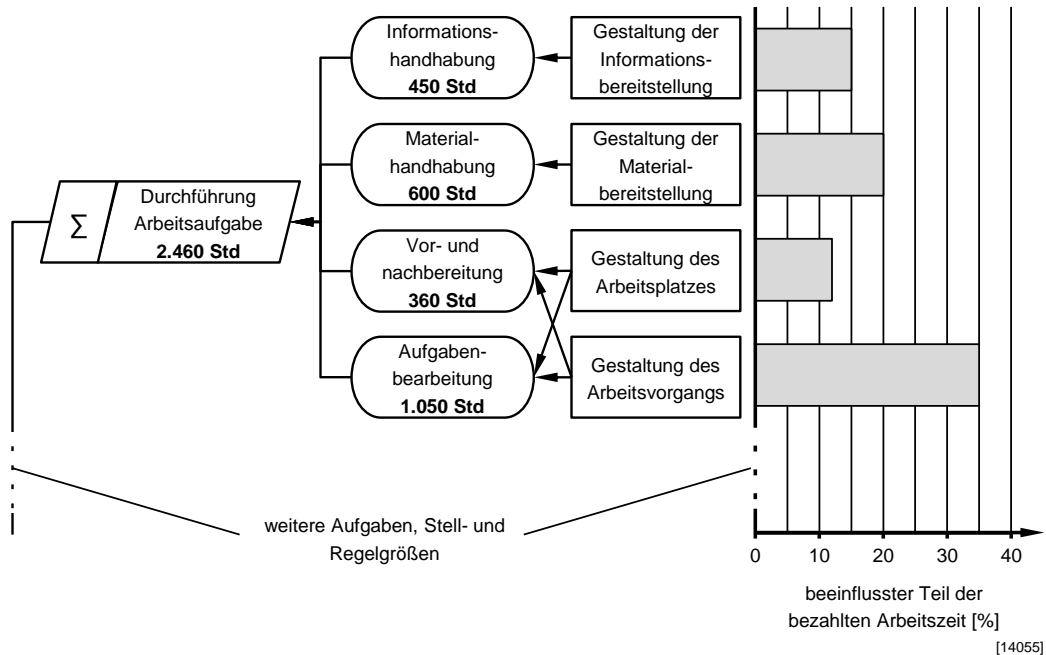 Informations-
handhabung
450 Std
Gestaltung der
Informations-
bereitstellung
Material-
handhabung
600 Std
Gestaltung der
Material-
bereitstellung
∑
Durchführung
Arbeitsaufgabe
2.460 Std
Vor- und
nachbereitung
360 Std
Gestaltung des
Arbeitsplatzes
Aufgaben-
bearbeitung
1.050 Std
Gestaltung des
Arbeitsvorgangs
weitere Aufgaben, Stell- und
Regelgrößen
0 10 20 30 40
beeinflusster Teil der
bezahlten Arbeitszeit [%]
[14055]